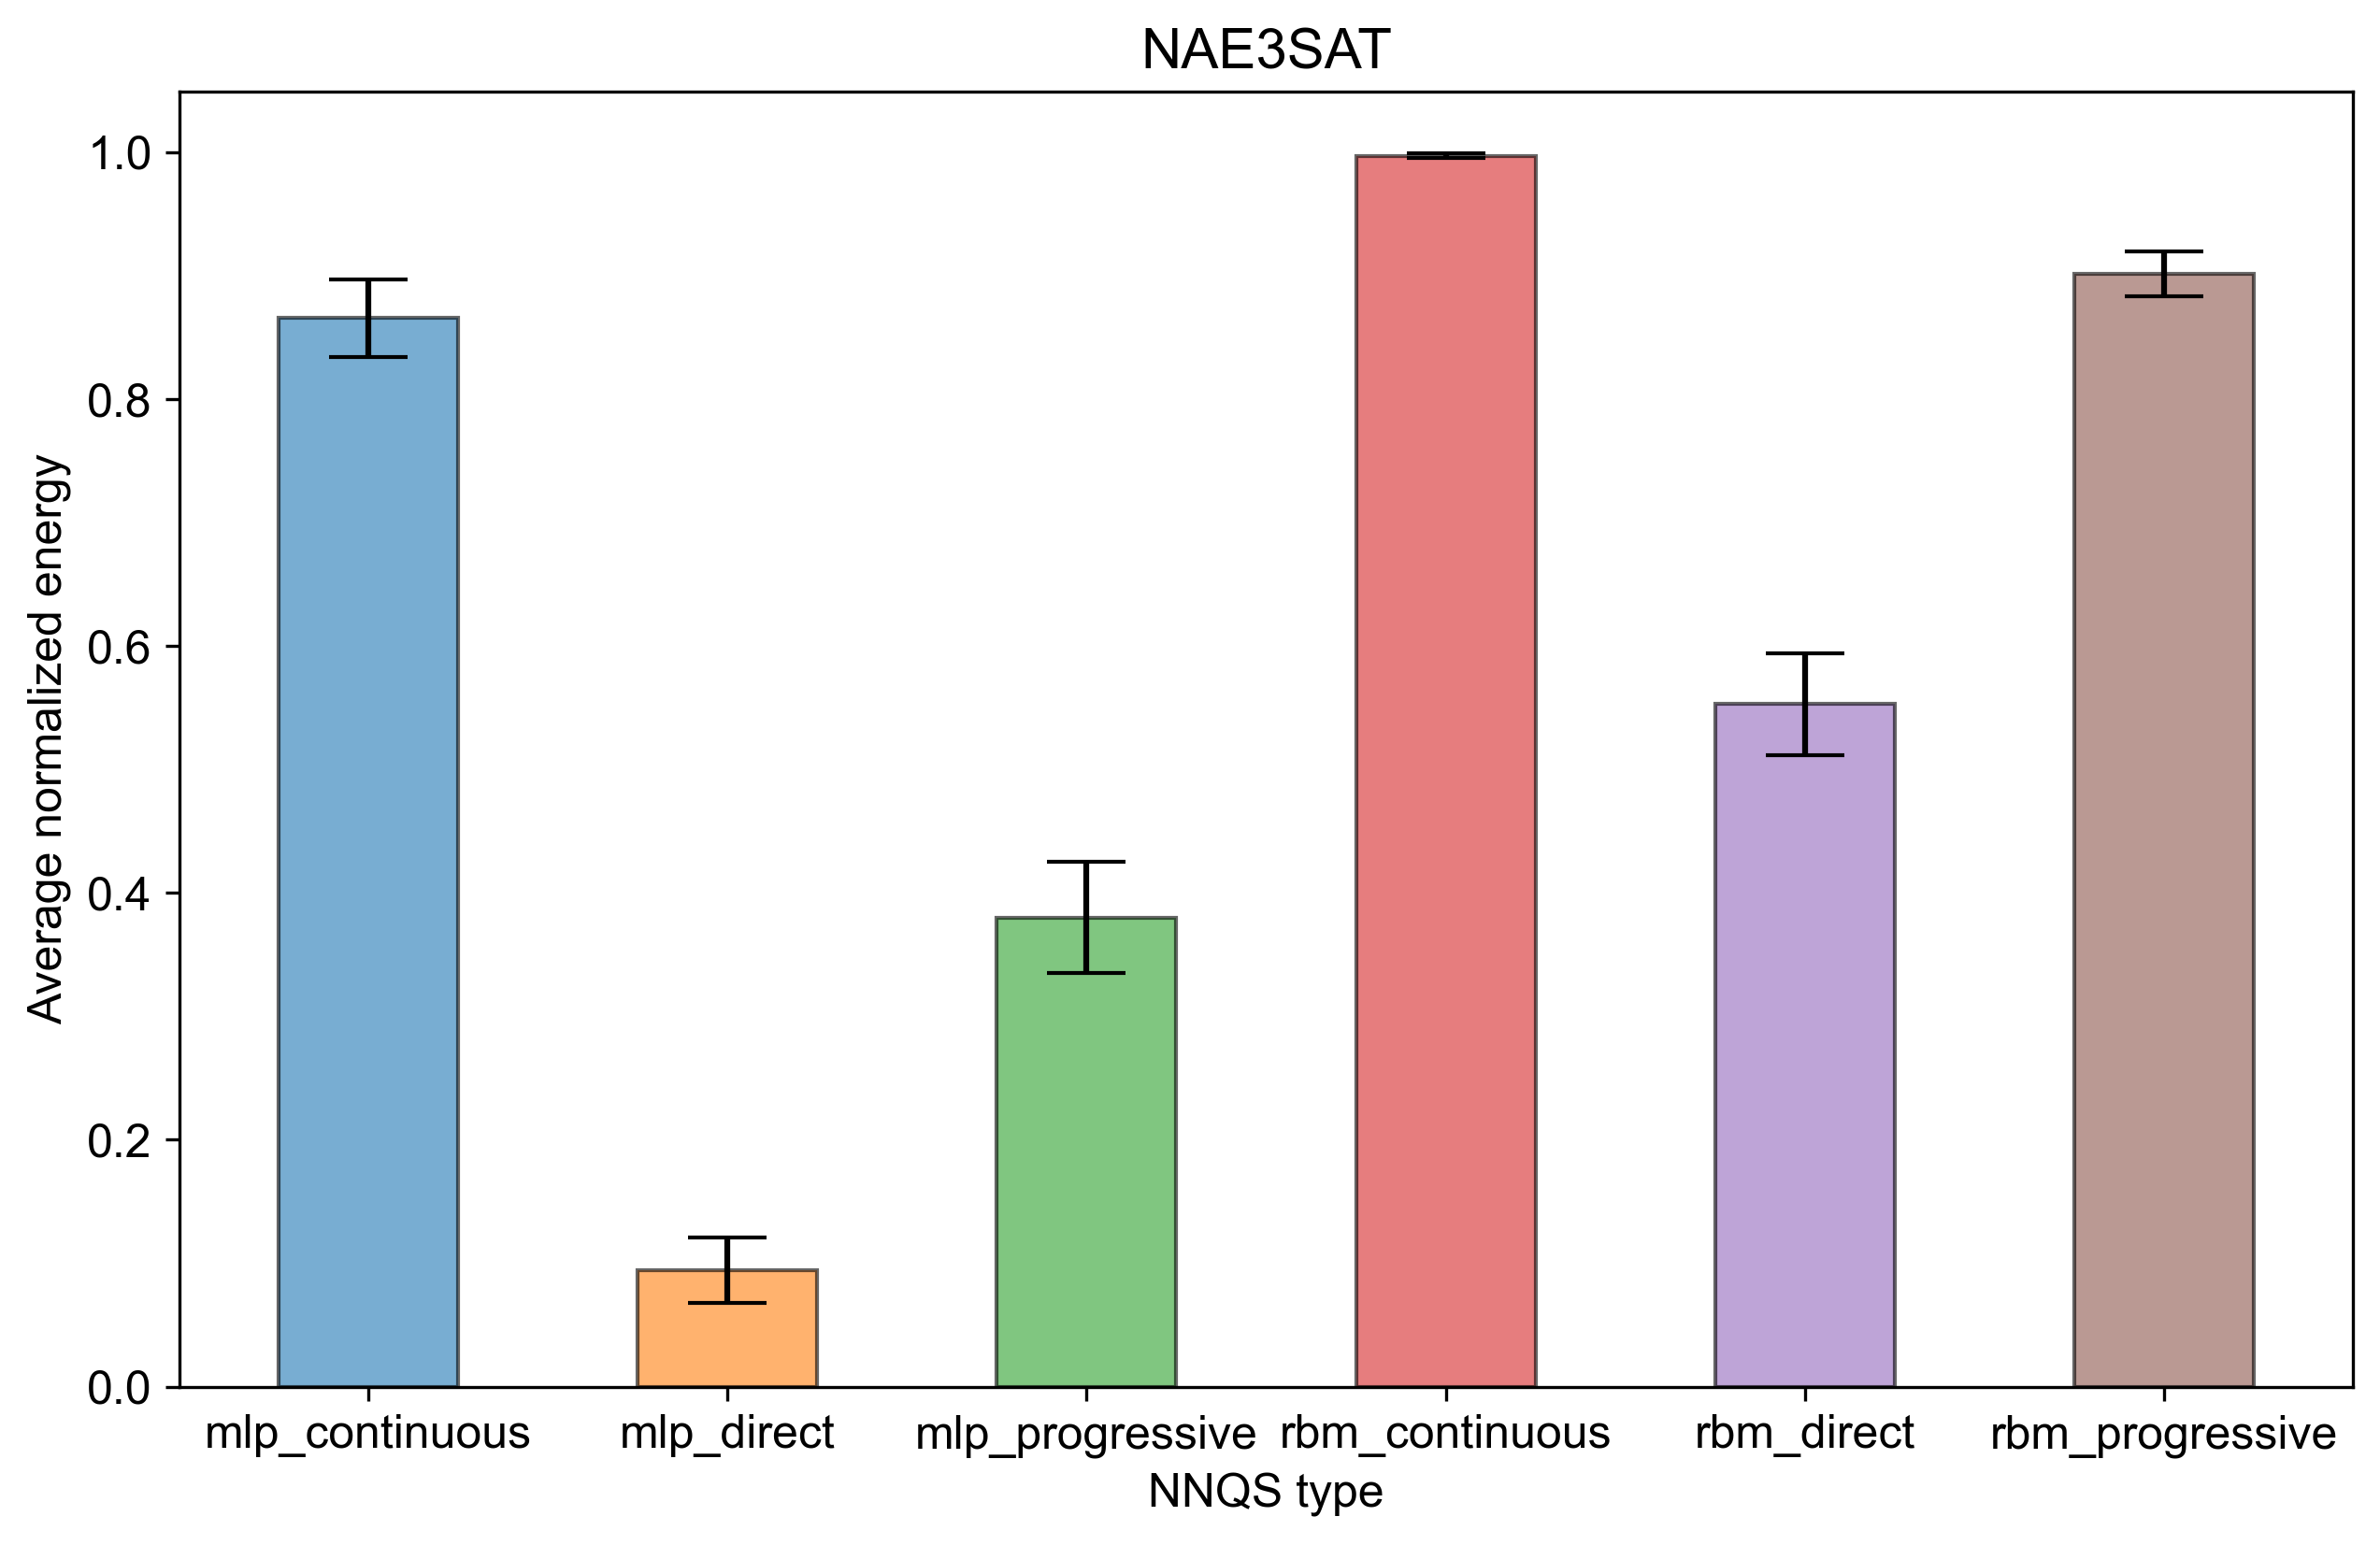 NAE3SAT
Average normalized energy
1.0
0.8
0.6
0.4
0.2
0.0
mlp_continuous mlp_direct mlp_progressive rbm_continuous rbm_direct rbm_progressive
NNQS type